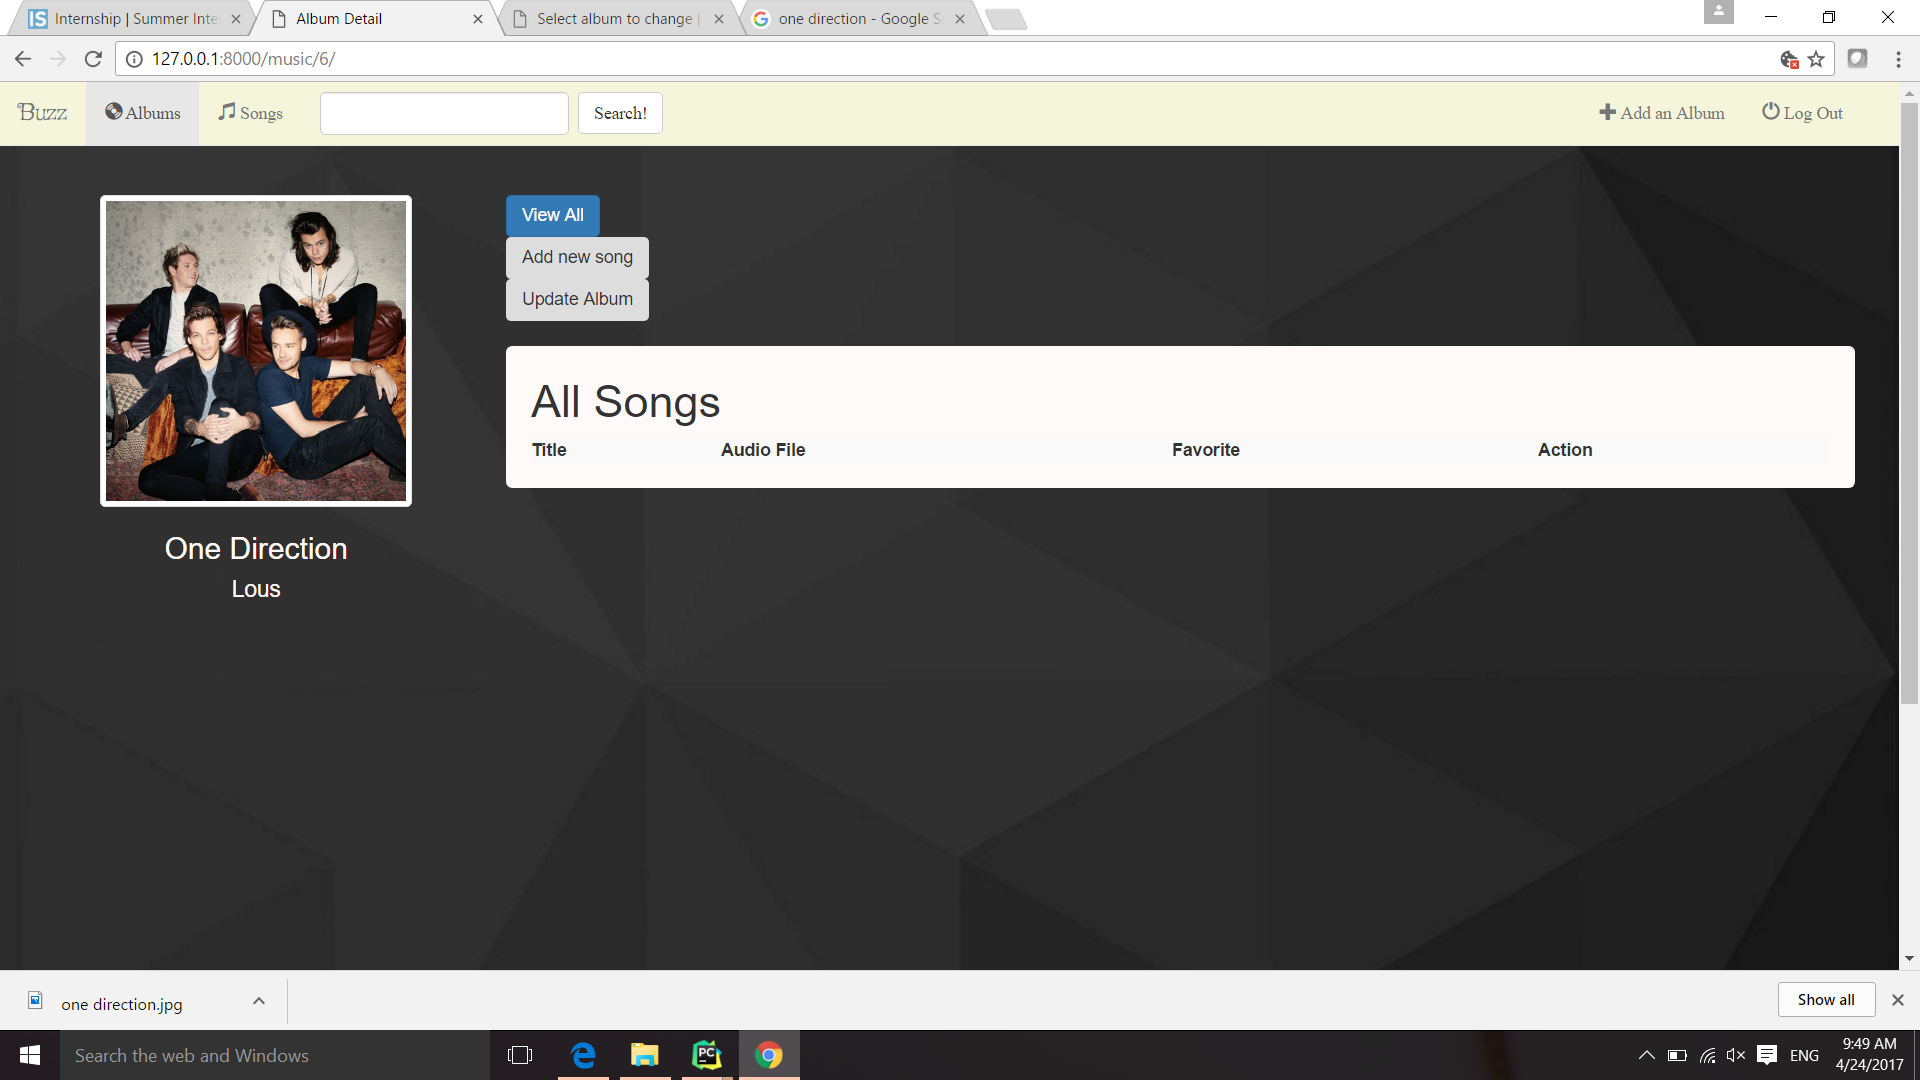 Internship | Summer Inte
Album Detail
Select album to change |
one direction - Google S
127.0.0.1:8000/music/6/
Buzz
Albums
Songs
Search!
Add an Album
Log Out
View All
Add new song
Update Album
All Songs
Title Audio File Favorite Action
One Direction
Lous
one direction.jpg
Show all
Search the web and Windows
ENG
9:49 AM
4/24/2017